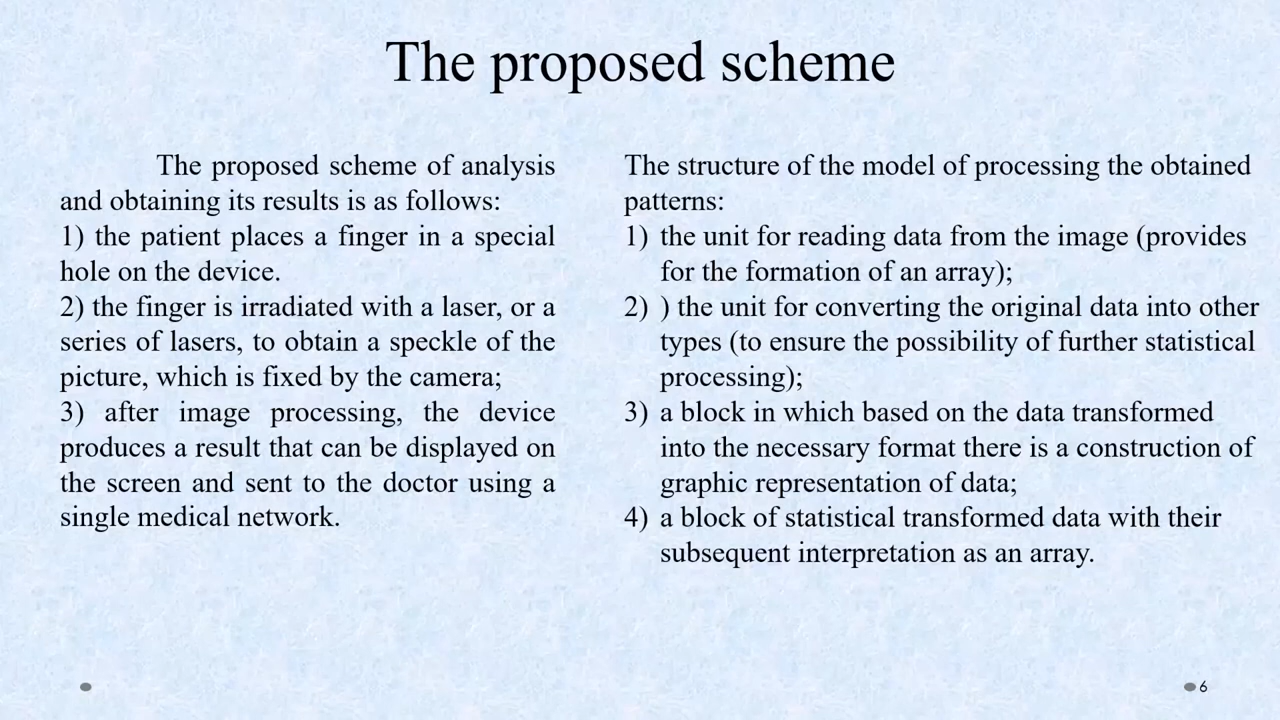 The proposed scheme
The proposed scheme of analysis
and obtaining its results is as follows:
1) the patient places a finger in a special
hole on the device.
2) the finger is irradiated with a laser, or a
series of lasers, to obtain a speckle of the
picture, which is fixed by the camera;
3) after image processing, the device
produces a result that can be displayed on
the screen and sent to the doctor using a
single medical network.
The structure of the model of processing the obtained
patterns:
1) the unit for reading data from the image (provides
for the formation of an array);
2) ) the unit for converting the original data into other
types (to ensure the possibility of further statistical
processing);
3) a block in which based on the data transformed
into the necessary format there is a construction of
graphic representation of data;
4) a block of statistical transformed data with their
subsequent interpretation as an array.
6